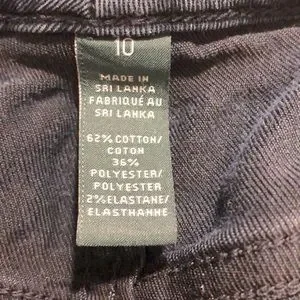 10
MADE IN
SRI LANKA
FABRIQUÉ AU
SRI LANKA
62% COTTON/
COTON
36%
POLYESTER/
POLYESTER
2% ELASTANE/
ELASTHANNE